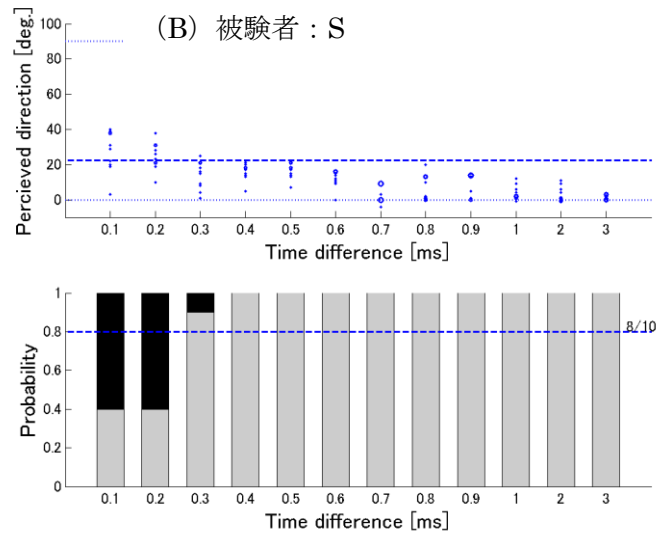 (B) 被験者：S
Percieved direction [deg.]
100
80
60
40
20
0
0.1 0.2 0.3 0.4 0.5 0.6 0.7 0.8 0.9 1 2 3
Time difference [ms]
Probability
1
0.8
0.6
0.4
0.2
0
8/10
0.1 0.2 0.3 0.4 0.5 0.6 0.7 0.8 0.9 1 2 3
Time difference [ms]